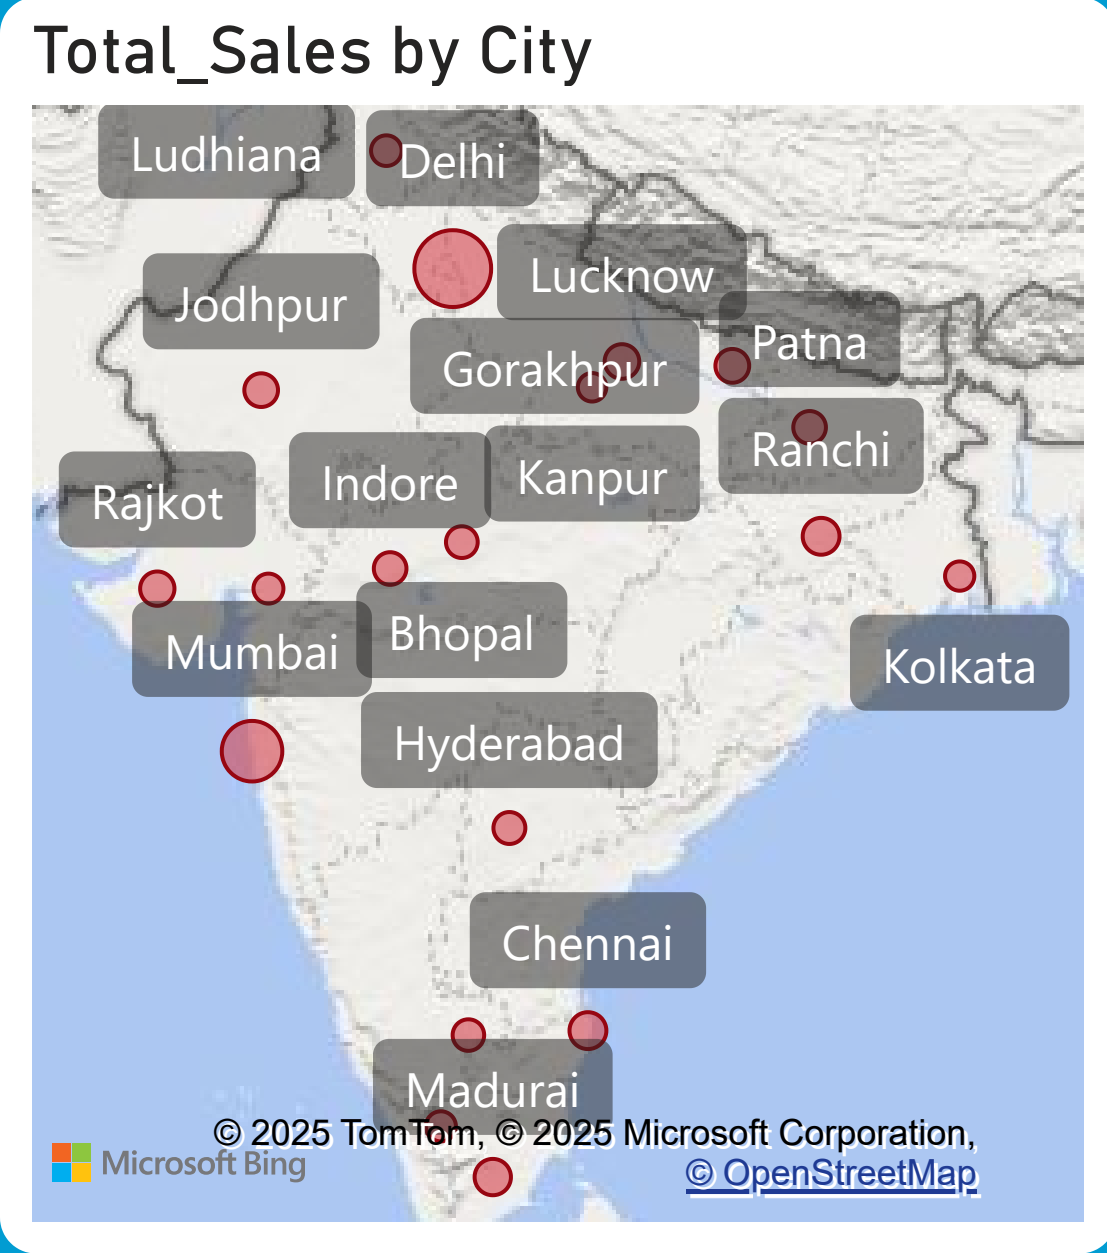 Total_Sales by City
Ludhiana
Delhi
Lucknow
Jodhpur
Patna
Gorakhpur
Ranchi
Indore
Kanpur
Rajkot
Mumbai
Bhopal
Kolkata
Hyderabad
Chennai
Madurai
© 2025 TomTom, © 2025 Microsoft Corporation,
Microsoft Bing
© OpenStreetMap